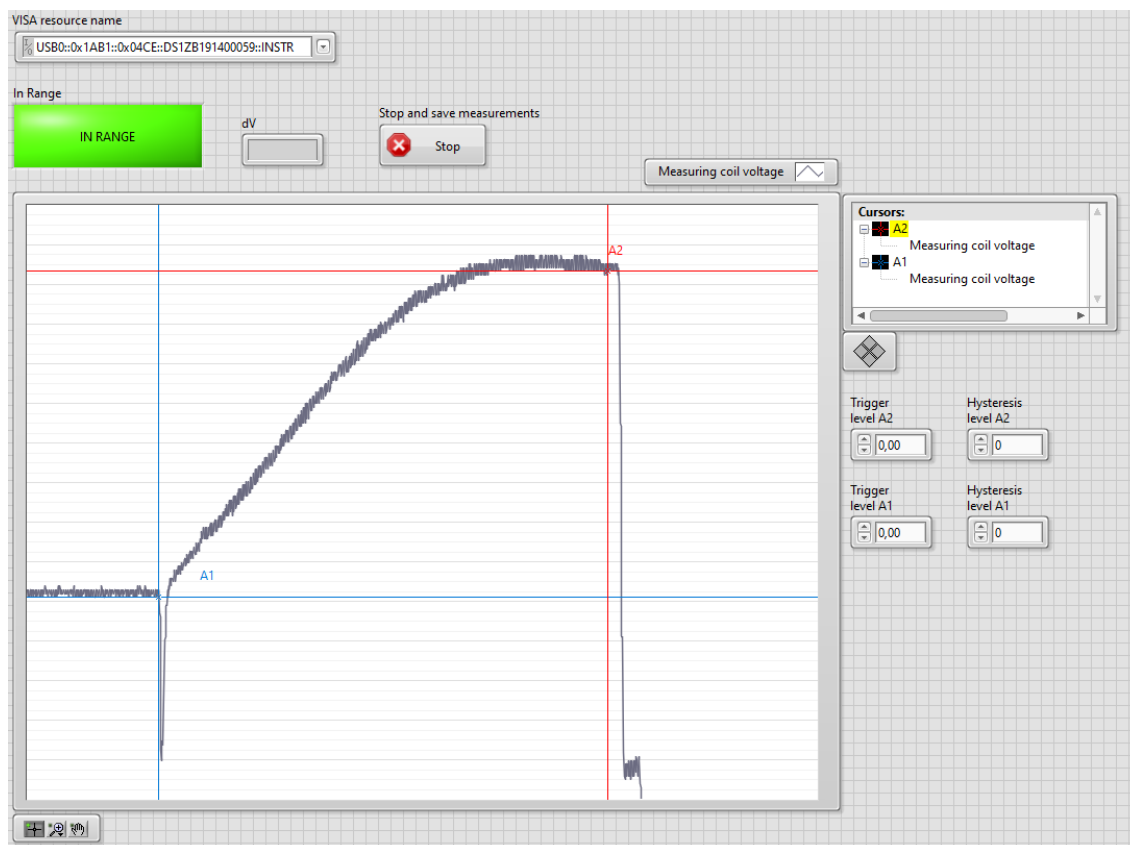 VISA resource name
I/O USB0::0x1AB1::0x04CE::DS1ZB191400059::INSTR
In Range
IN RANGE
dV
Stop and save measurements
Stop
Measuring coil voltage
Cursors:
A2
Measuring coil voltage
A1
Measuring coil voltage
A2
A1
Trigger
level A2
0,00
Hysteresis
level A2
0
Trigger
level A1
0,00
Hysteresis
level A1
0